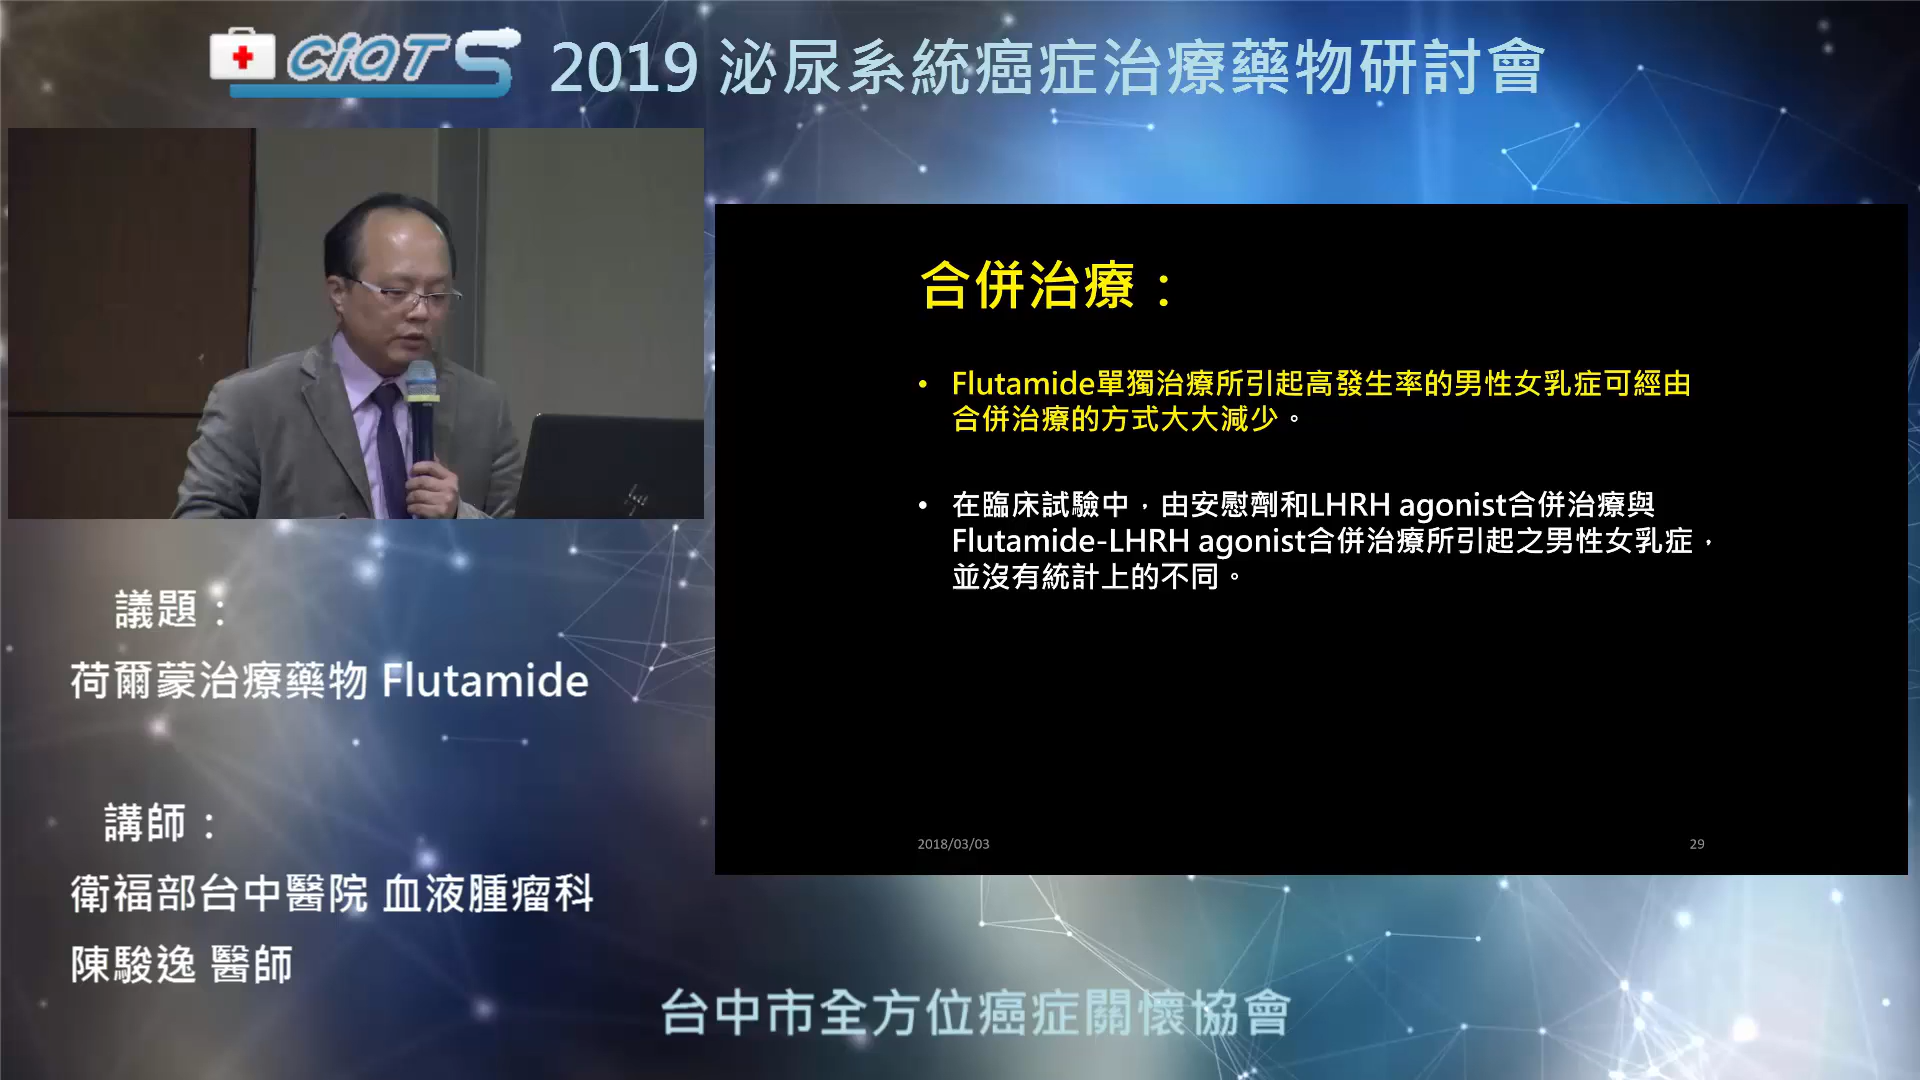 CiQTS 2019 泌尿系統癌症治療藥物研討會
合併治療：
• Flutamide單獨治療所引起高發生率的男性女乳症可經由
合併治療的方式大大減少。
• 在臨床試驗中，由安慰劑和LHRH agonist合併治療與
Flutamide-LHRH agonist合併治療所引起之男性女乳症，
並沒有統計上的不同。
2018/03/03
29
hp
議題：
荷爾蒙治療藥物 Flutamide
講師：
衛福部台中醫院 血液腫瘤科
陳駿逸 醫師
台中市全方位癌症關懷協會